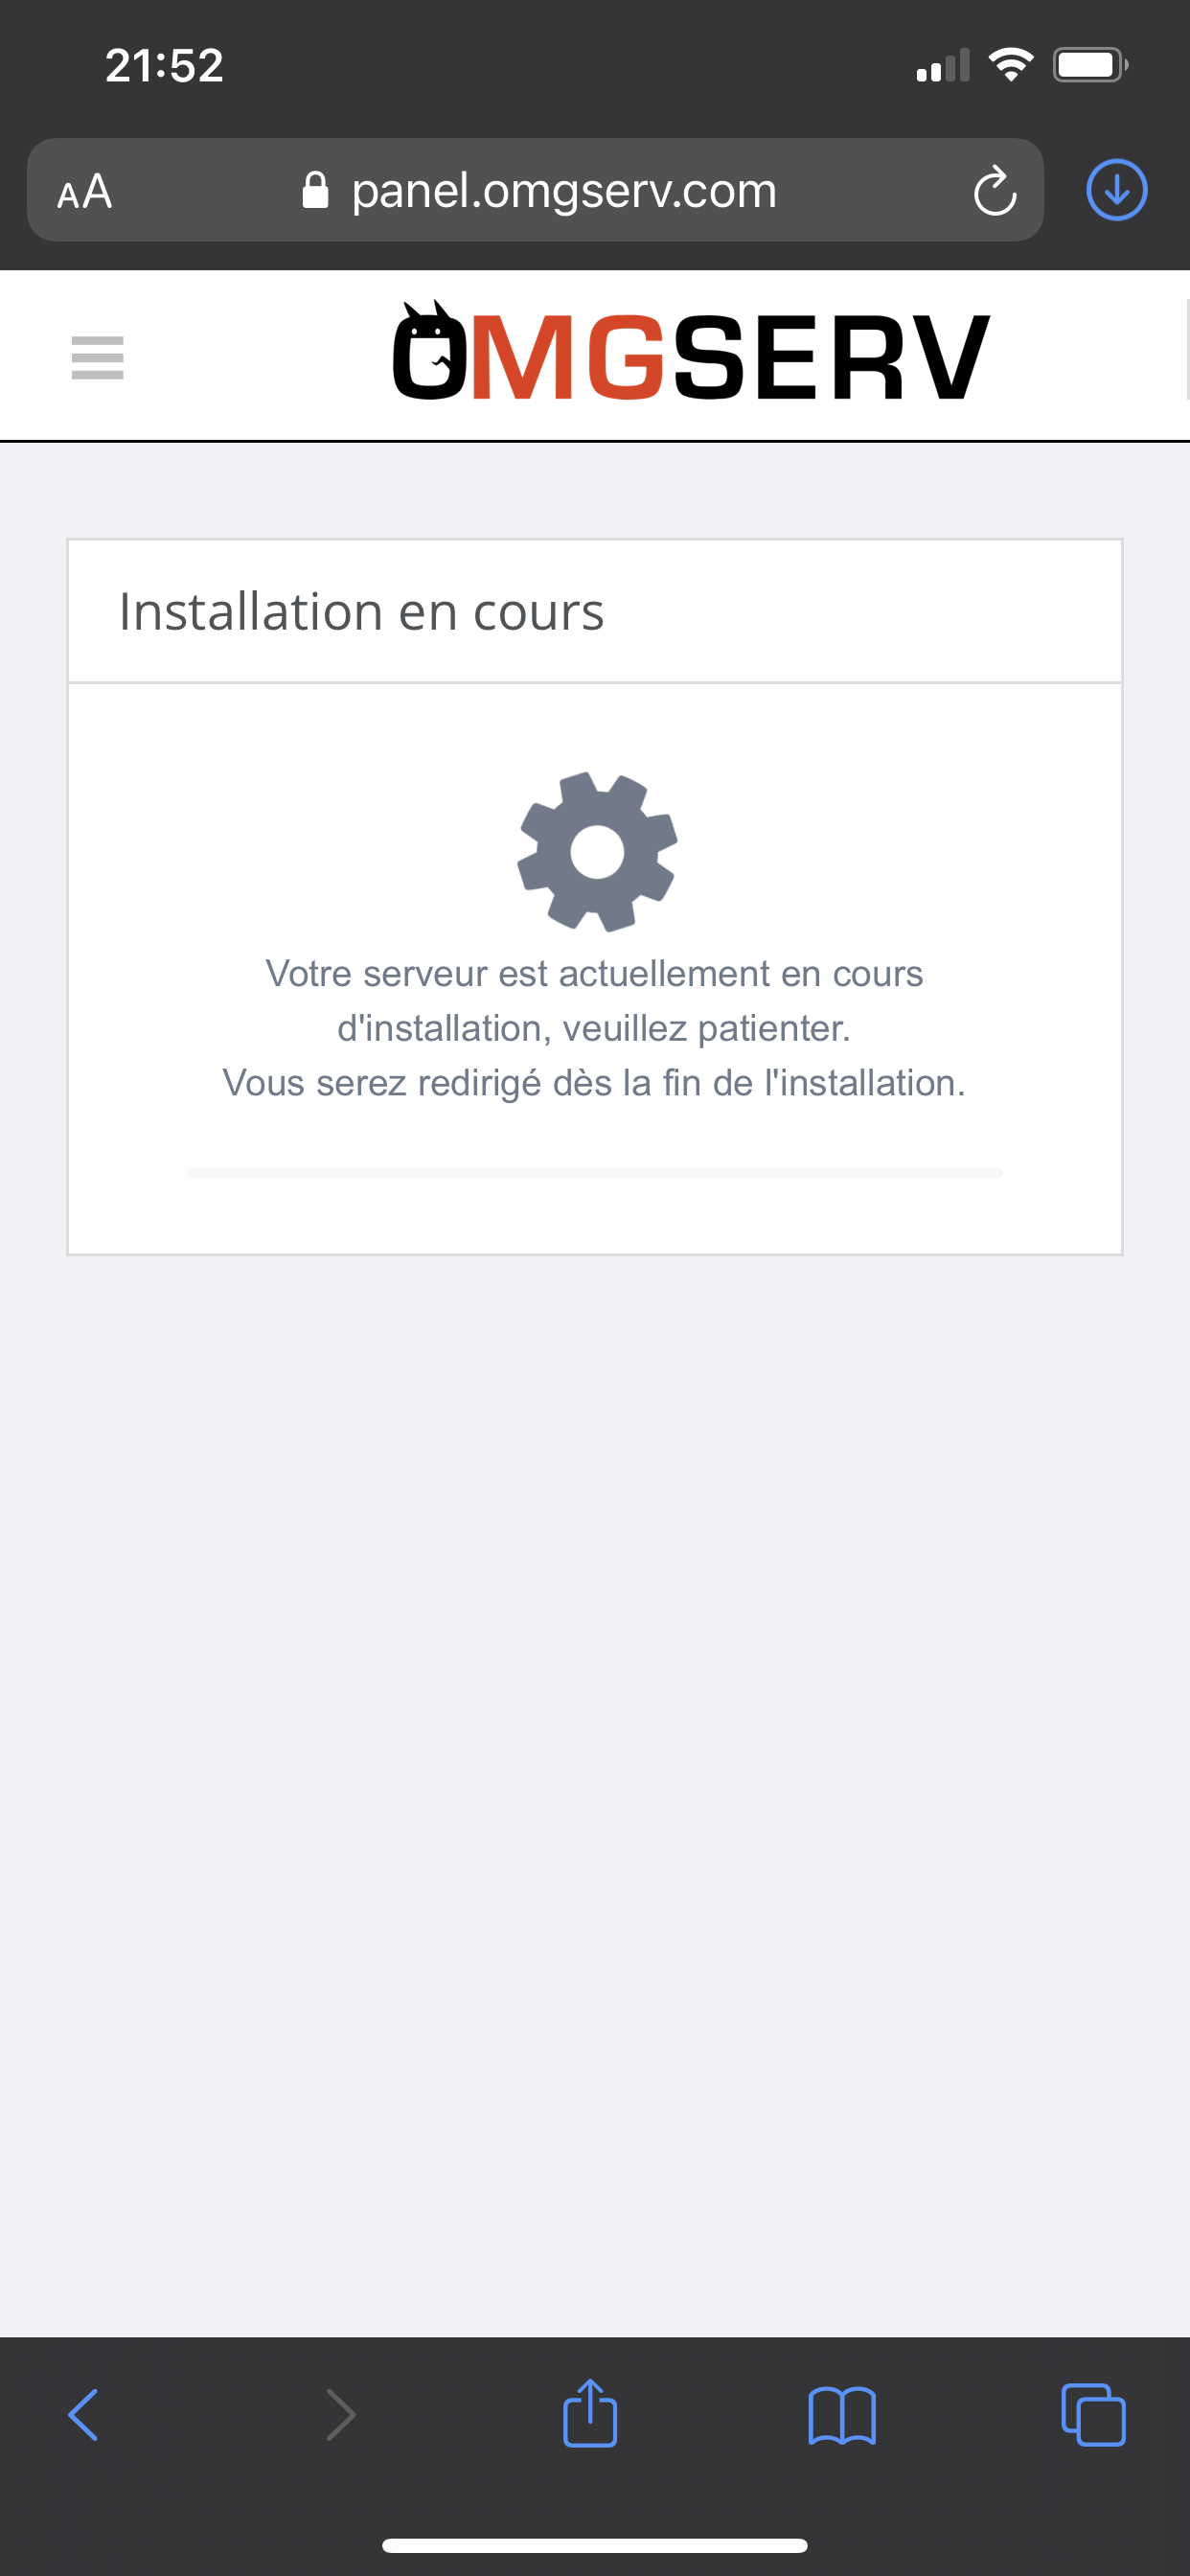 21:52
AA panel.omgserv.com
OMGSERV
Installation en cours
Votre serveur est actuellement en cours
d'installation, veuillez patienter.
Vous serez redirigé dès la fin de l'installation.